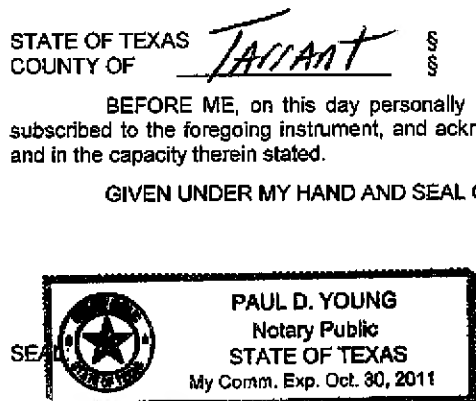 STATE OF TEXAS §
COUNTY OF Tarrant §
BEFORE ME, on this day personally
subscribed to the foregoing instrument, and ackn
and in the capacity therein stated.
GIVEN UNDER MY HAND AND SEAL O
PAUL D. YOUNG
Notary Public
SEAL STATE OF TEXAS
My Comm. Exp. Oct. 30, 2011